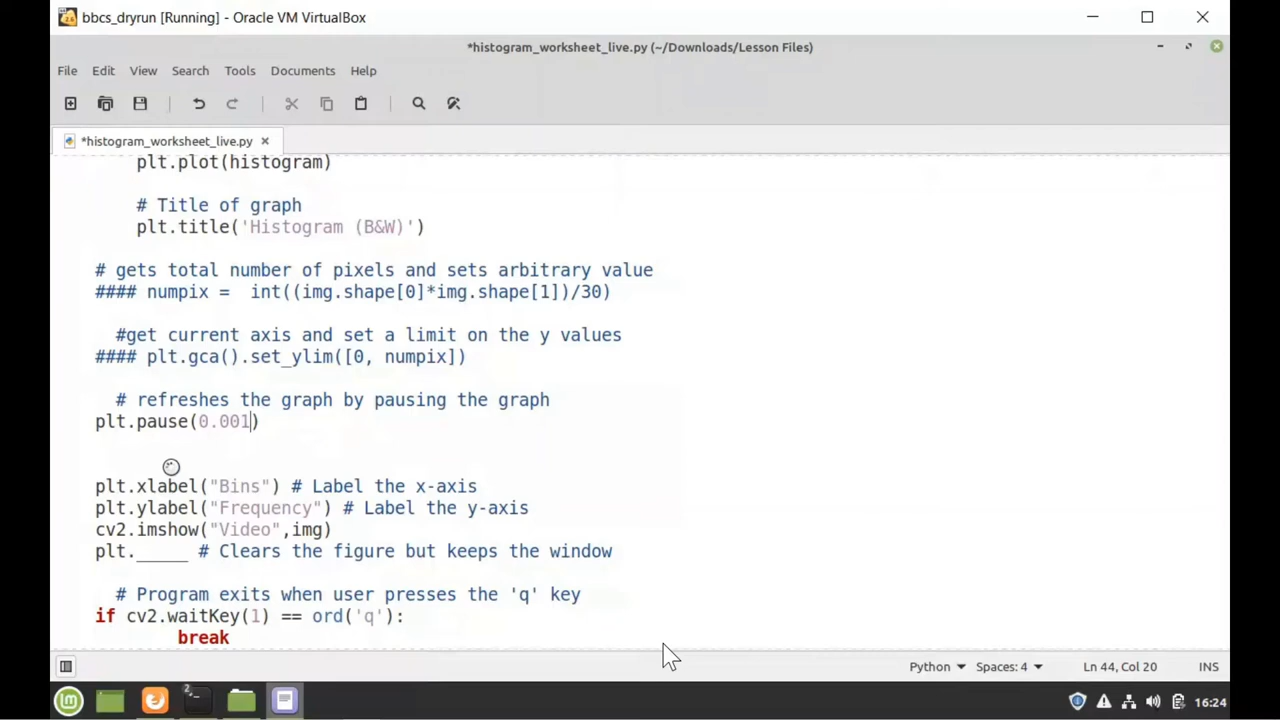 bbcs_dryrun [Running] - Oracle VM VirtualBox
*histogram_worksheet_live.py (~/Downloads/Lesson Files)
File Edit View Search Tools Documents Help
*histogram_worksheet_live.py ×
plt.plot(histogram)
# Title of graph
plt.title('Histogram (B&W)')
# gets total number of pixels and sets arbitrary value
#### numpix =  int((img.shape[0]*img.shape[1])/30)
#get current axis and set a limit on the y values
#### plt.gca().set_ylim([0, numpix])
# refreshes the graph by pausing the graph
plt.pause(0.001)
plt.xlabel("Bins") # Label the x-axis
plt.ylabel("Frequency") # Label the y-axis
cv2.imshow("Video",img)
plt._____ # Clears the figure but keeps the window
# Program exits when user presses the 'q' key
if cv2.waitKey(1) == ord('q'):
break
Python Spaces: 4 Ln 44, Col 20 INS
16:24